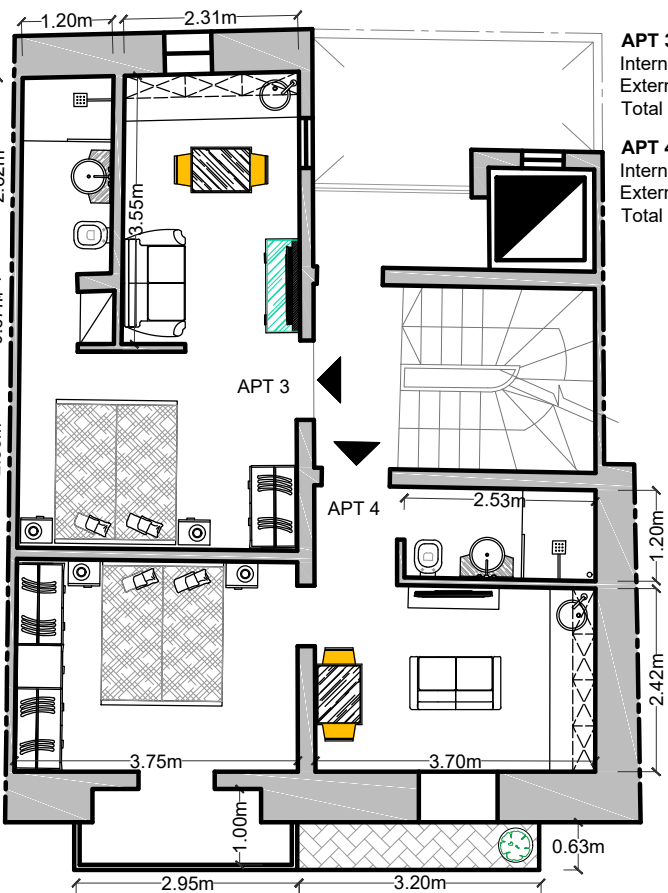 1.20m
2.31m
APT 3
Intern
Extern
Total
APT 4
Intern
Extern
Total
3.55m
APT 3
APT 4
2.53m
1.20m
2.42m
3.75m
3.70m
1.00m
0.63m
2.95m
3.20m